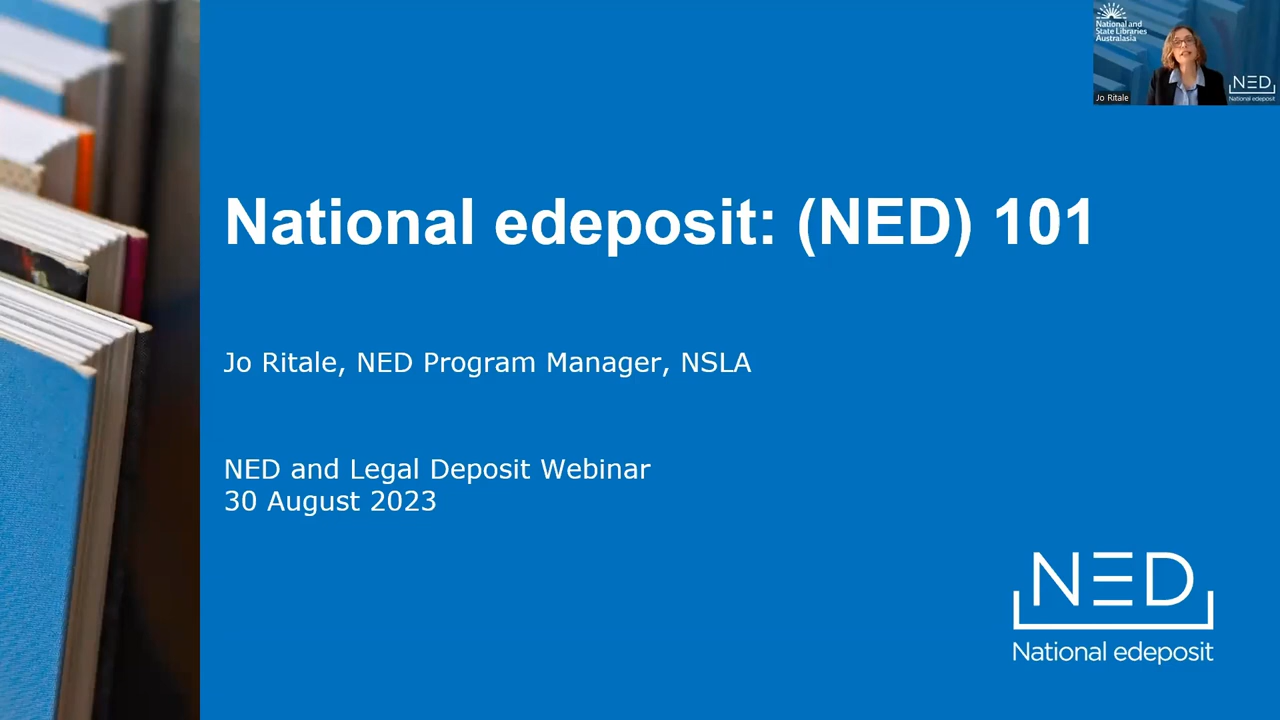 National edeposit: (NED) 101
Jo Ritale, NED Program Manager, NSLA
NED and Legal Deposit Webinar
30 August 2023
NED
National edeposit
National and
State Libraries
Australasia
Jo Ritale
NED
National edeposit